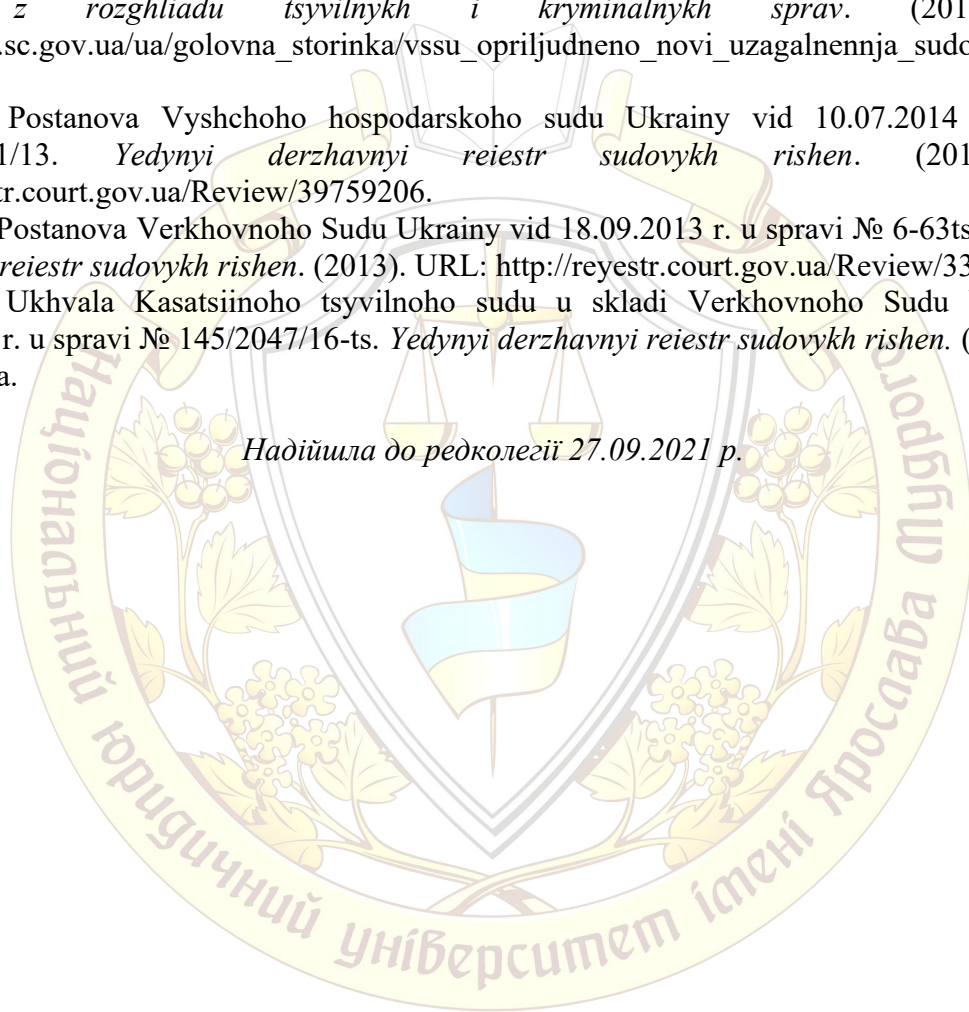 z rozghliadu tsyvilnykh i kryminalnykh sprav. (201
.sc.gov.ua/ua/golovna_storinka/vssu_opriljudneno_novi_uzagalnennja_sudo
Postanova Vyshchoho hospodarskoho sudu Ukrainy vid 10.07.2014
1/13. Yedynyi derzhavnyi reiestr sudovykh rishen. (201
tr.court.gov.ua/Review/39759206.
Postanova Verkhovnoho Sudu Ukrainy vid 18.09.2013 r. u spravi № 6-63ts
reiestr sudovykh rishen. (2013). URL: http://reyestr.court.gov.ua/Review/33
Ukhvala Kasatsiinoho tsyvilnoho sudu u skladi Verkhovnoho Sudu
r. u spravi № 145/2047/16-ts. Yedynyi derzhavnyi reiestr sudovykh rishen. (
a.
Надійшла до редколегії 27.09.2021 р.
Національний юридичний університет імені Ярослава Мудрого